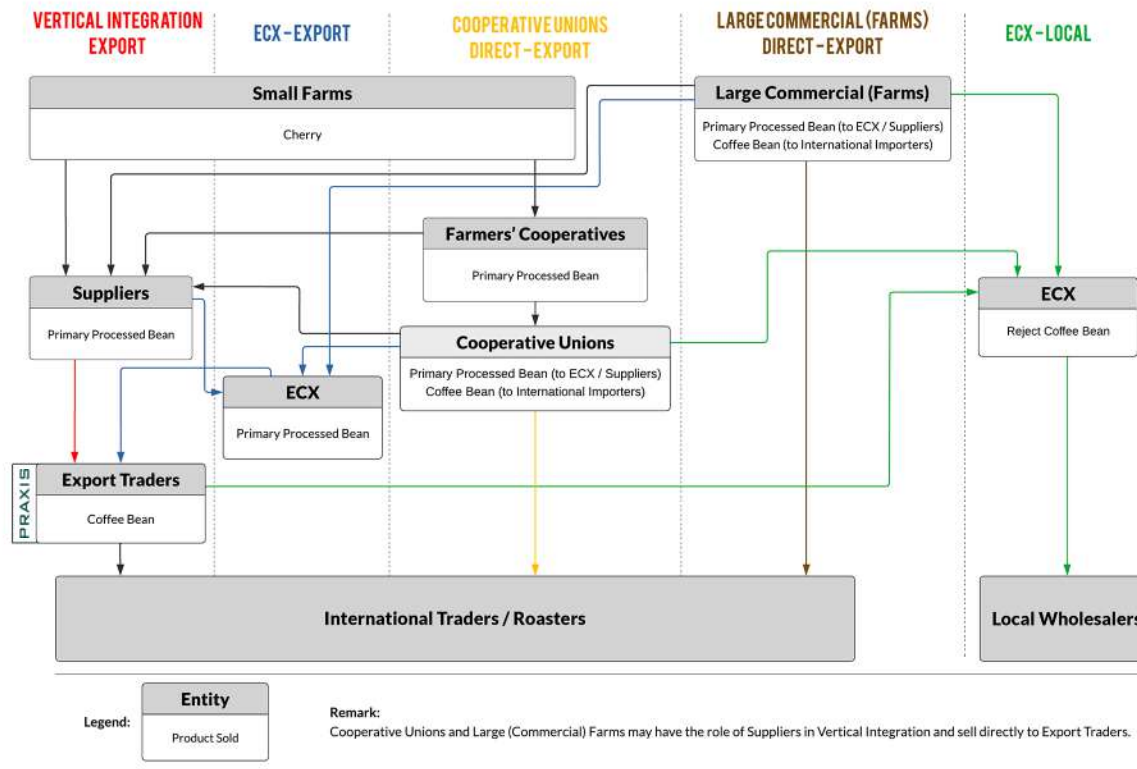 VERTICAL INTEGRATION
EXPORT
ECX – EXPORT
COOPERATIVE UNIONS
DIRECT – EXPORT
LARGE COMMERCIAL (FARMS)
DIRECT – EXPORT
ECX – LOCAL
Small Farms
Cherry
Large Commercial (Farms)
Primary Processed Bean (to ECX / Suppliers)
Coffee Bean (to International Importers)
Farmers' Cooperatives
Primary Processed Bean
Suppliers
Primary Processed Bean
ECX
Reject Coffee Bean
Cooperative Unions
Primary Processed Bean (to ECX / Suppliers)
Coffee Bean (to International Importers)
ECX
Primary Processed Bean
PRAXIS
Export Traders
Coffee Bean
International Traders / Roasters
Local Wholesalers
Legend:
Entity
Product Sold
Remark:
Cooperative Unions and Large (Commercial) Farms may have the role of Suppliers in Vertical Integration and sell directly to Export Traders.